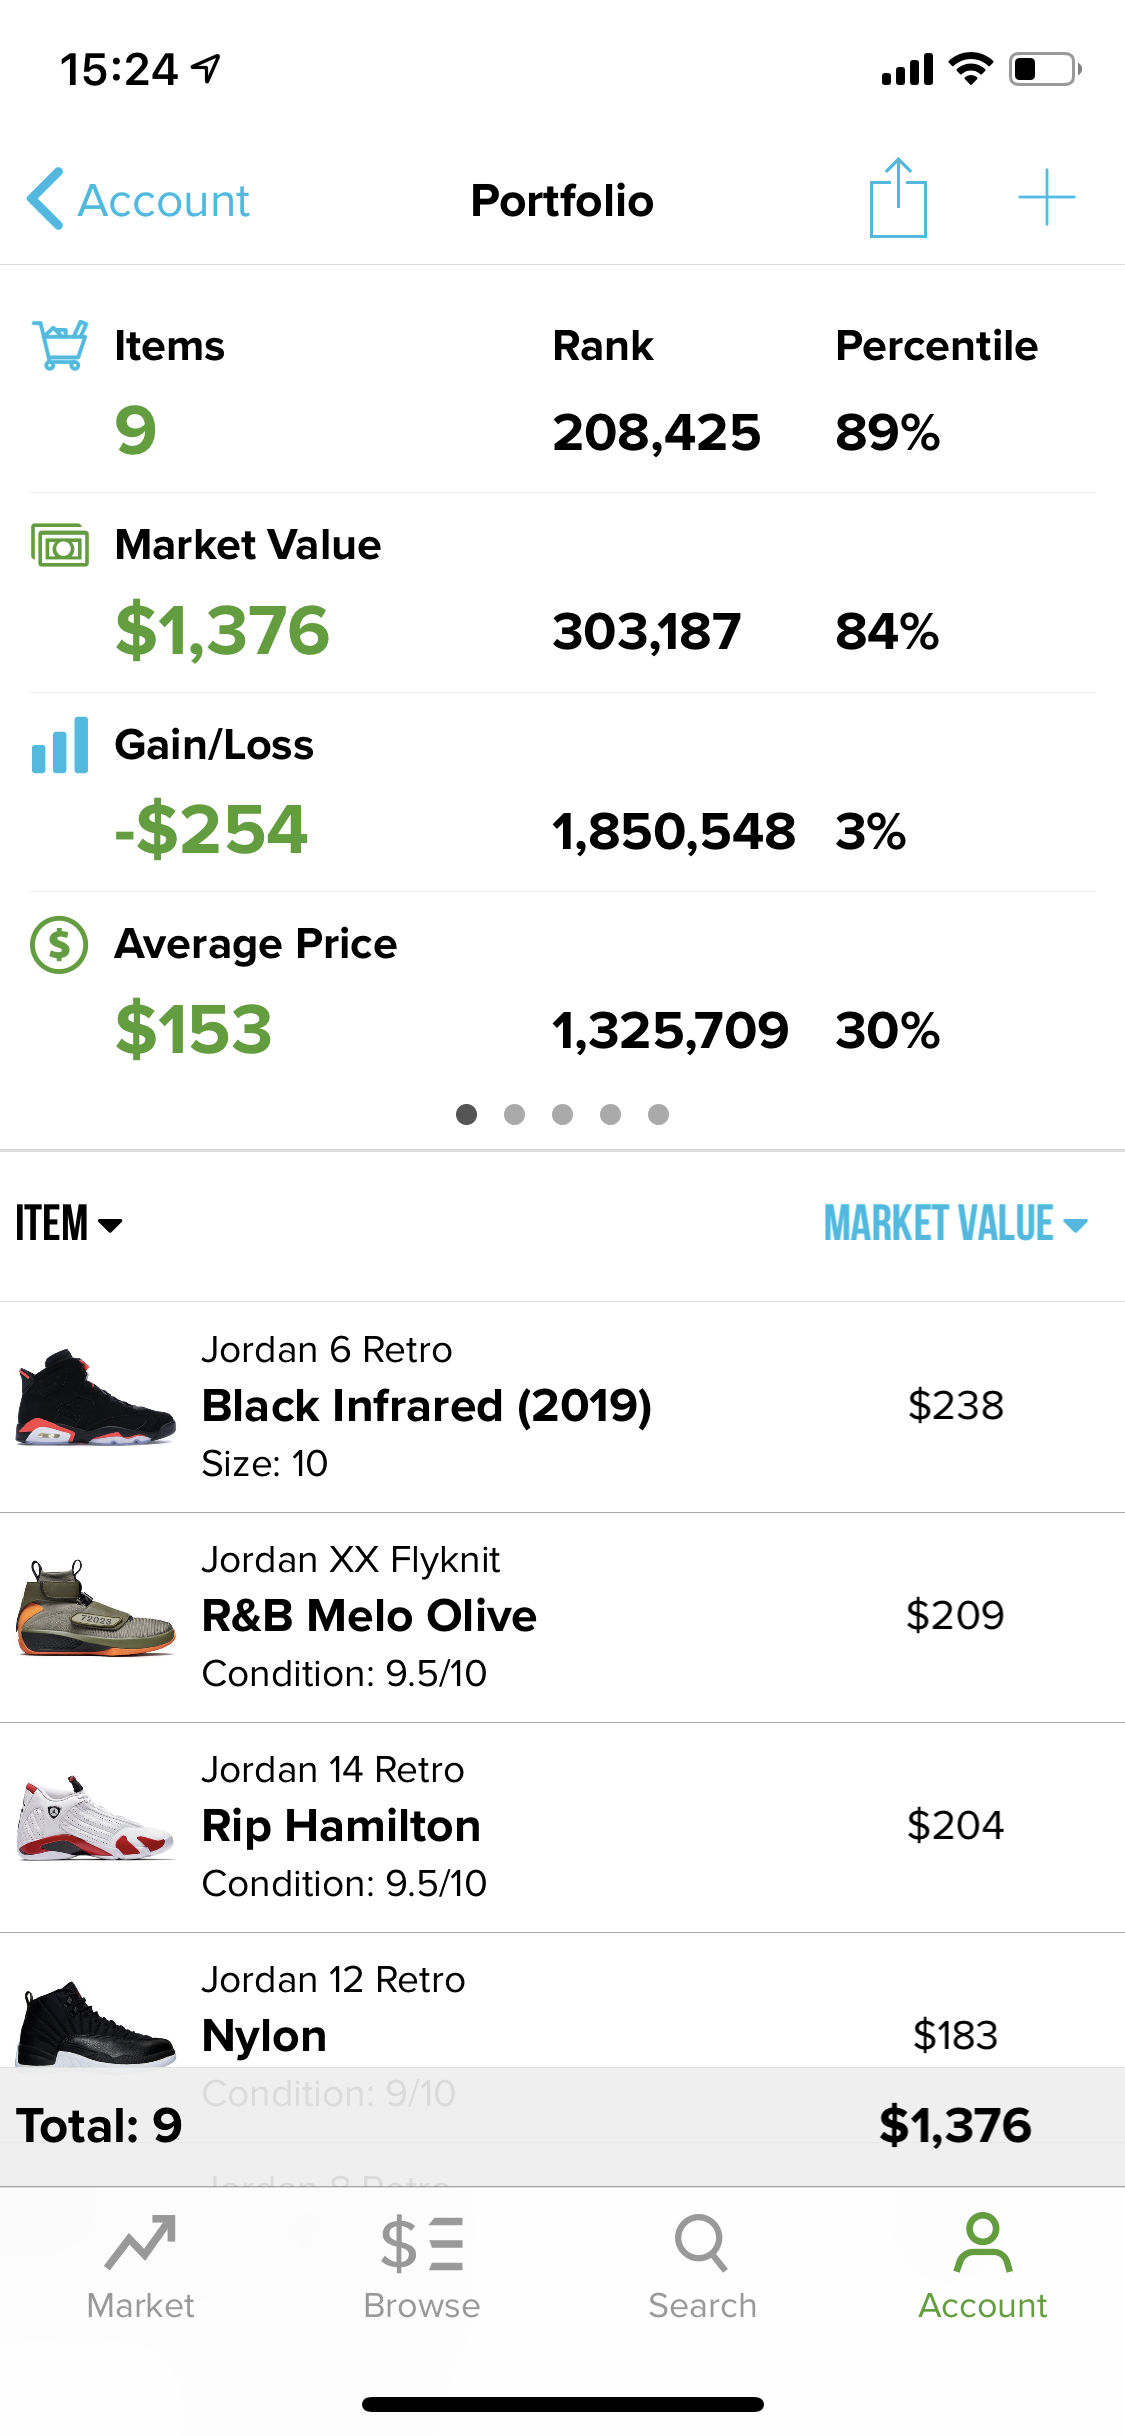 15:24
Account
Portfolio
Items Rank Percentile
9 208,425 89%
Market Value
$1,376 303,187 84%
Gain/Loss
-$254 1,850,548 3%
$ Average Price
$153 1,325,709 30%
ITEM MARKET VALUE
Jordan 6 Retro
Black Infrared (2019)
$238
Size: 10
Jordan XX Flyknit
R&B Melo Olive
$209
Condition: 9.5/10
72023
Jordan 14 Retro
Rip Hamilton
$204
Condition: 9.5/10
Jordan 12 Retro
Nylon
$183
Condition: 9/10
Total: 9 $1,376
Jordan 8 Retro
$
Market Browse Search Account